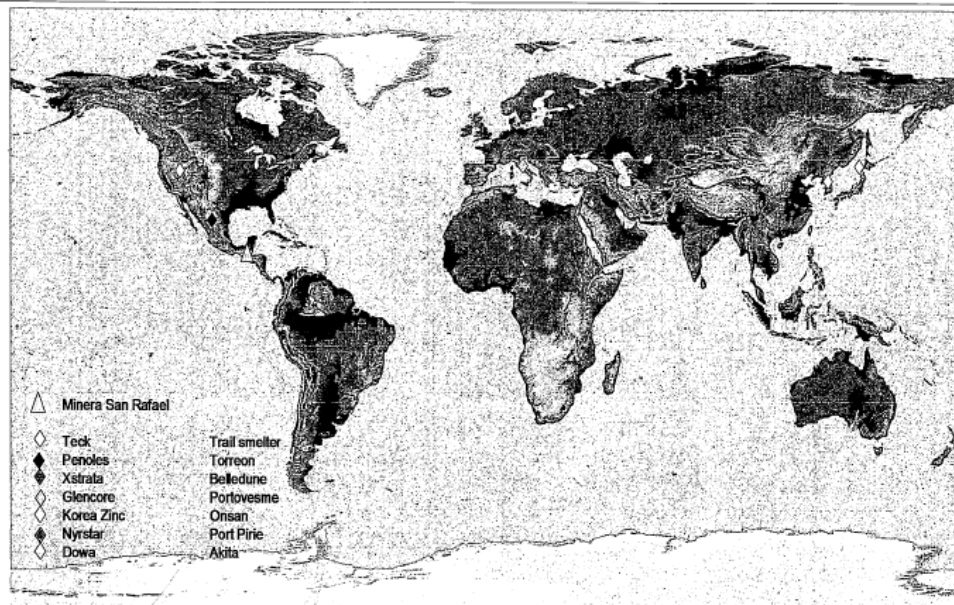 Minera San Rafael
Teck Trail smelter
Penoles Torreon
Xstrata Belledune
Glencore Portovesme
Korea Zinc Onsan
Nyrstar Port Pirie
Dowa Akita